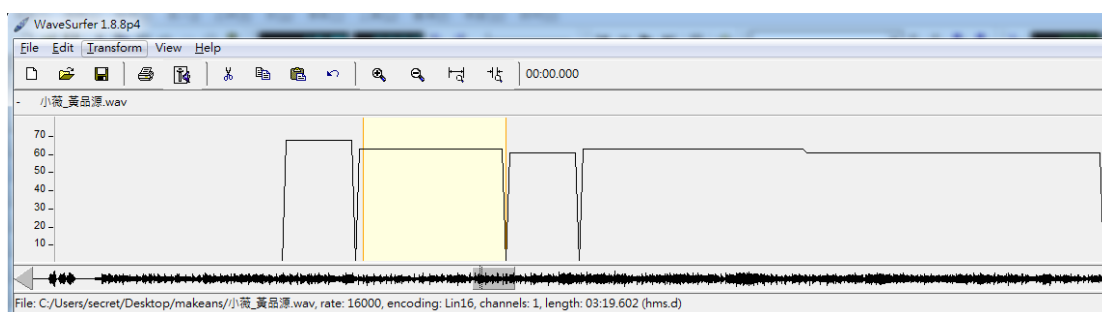 WaveSurfer 1.8.8p4
File Edit Transform View Help
00:00.000
- 小薇_黃品源.wav
70
60
50
40
30
20
10
File: C:/Users/secret/Desktop/makeans/小薇_黃品源.wav, rate: 16000, encoding: Lin16, channels: 1, length: 03:19.602 (hms.d)